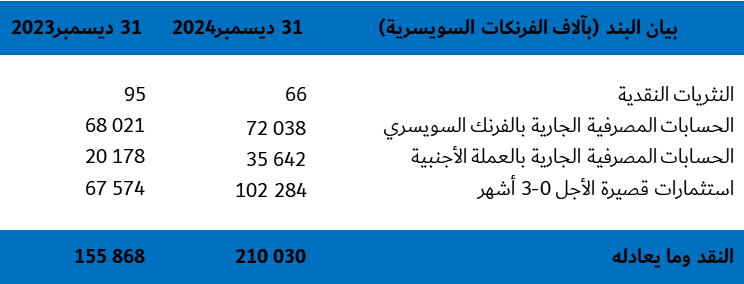 بيان البند (بآلاف الفرنكات السويسرية) 31 ديسمبر2024 31 ديسمبر2023
النثريات النقدية 66 95
الحسابات المصرفية الجارية بالفرنك السويسري 72 038 68 021
الحسابات المصرفية الجارية بالعملة الأجنبية 35 642 20 178
استثمارات قصيرة الأجل 0-3 أشهر 102 284 67 574
النقد وما يعادله 210 030 155 868